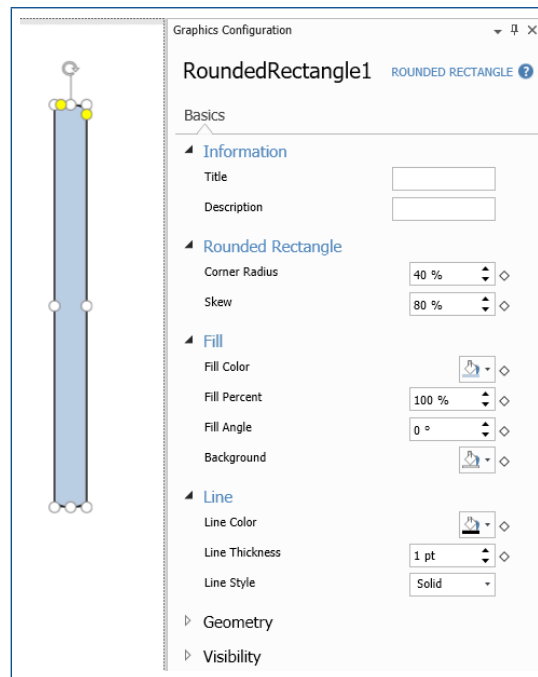 Graphics Configuration
RoundedRectangle1 ROUNDED RECTANGLE ?
Basics
Information
Title
Description
Rounded Rectangle
Corner Radius 40 %
Skew 80 %
Fill
Fill Color
Fill Percent 100 %
Fill Angle 0 °
Background
Line
Line Color
Line Thickness 1 pt
Line Style Solid
Geometry
Visibility